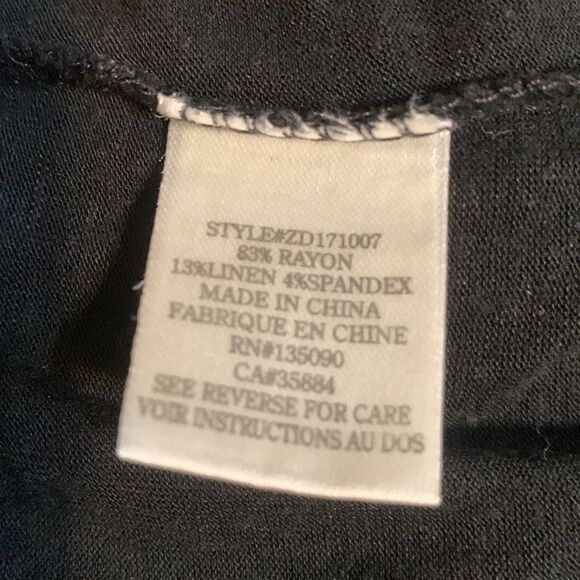 STYLE#ZD171007
83% RAYON
13%LINEN 4%SPANDEX
MADE IN CHINA
FABRIQUE EN CHINE
RN#135090
CA#35884
SEE REVERSE FOR CARE
VOIR INSTRUCTIONS AU DOS